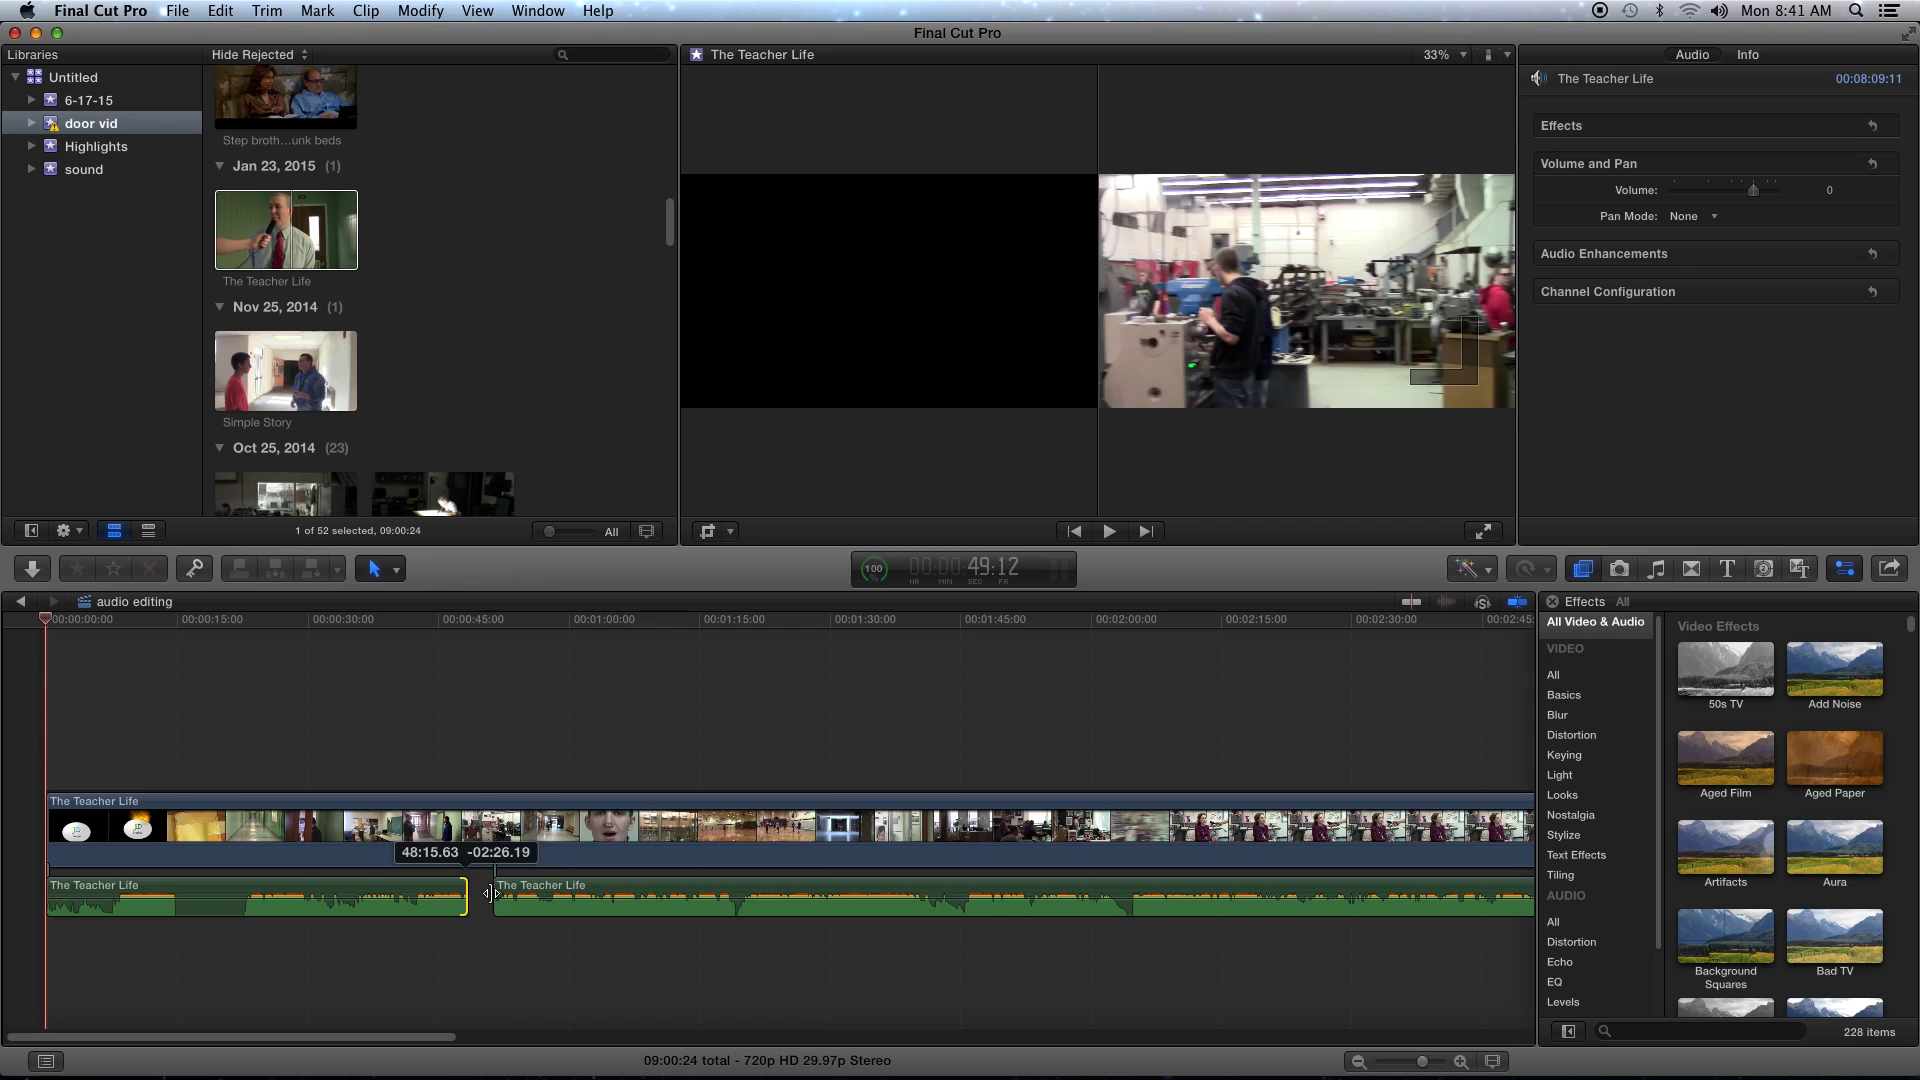 Final Cut Pro File Edit Trim Mark Clip Modify View Window Help Mon 8:41 AM
Final Cut Pro
Libraries
Untitled
6-17-15
door vid
Highlights
sound
Hide Rejected
Step broth…unk beds
Jan 23, 2015 (1)
The Teacher Life
Nov 25, 2014 (1)
Simple Story
Oct 25, 2014 (23)
1 of 52 selected, 09:00:24
All
The Teacher Life
33%
Audio Info
The Teacher Life 00:08:09:11
Effects
Volume and Pan
Volume: 0
Pan Mode: None
Audio Enhancements
Channel Configuration
100
%
00:00:49:12
HR MIN SEC FR
audio editing
00:00:00:00 00:00:15:00 00:00:30:00 00:00:45:00 00:01:00:00 00:01:15:00 00:01:30:00 00:01:45:00 00:02:00:00 00:02:15:00 00:02:30:00 00:02:45:
The Teacher Life
48:15.63 -02:26.19
The Teacher Life
The Teacher Life
09:00:24 total - 720p HD 29.97p Stereo
Effects All
All Video & Audio
VIDEO
All
Basics
Blur
Distortion
Keying
Light
Looks
Nostalgia
Stylize
Text Effects
Tiling
AUDIO
All
Distortion
Echo
EQ
Levels
Video Effects
50s TV
Add Noise
Aged Film
Aged Paper
Artifacts
Aura
Background
Squares
Bad TV
228 items